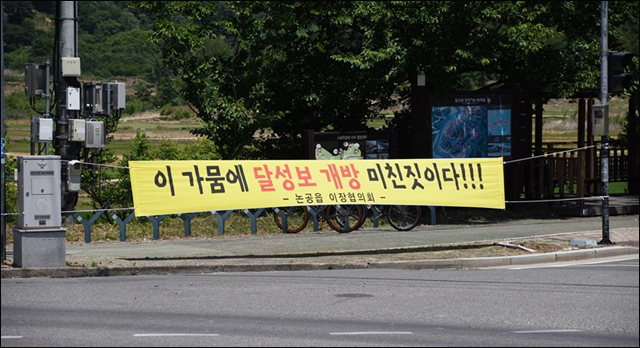 이 가뭄에 달성보 개방 미친짓이다!!!
- 논공읍 이장협의회 -